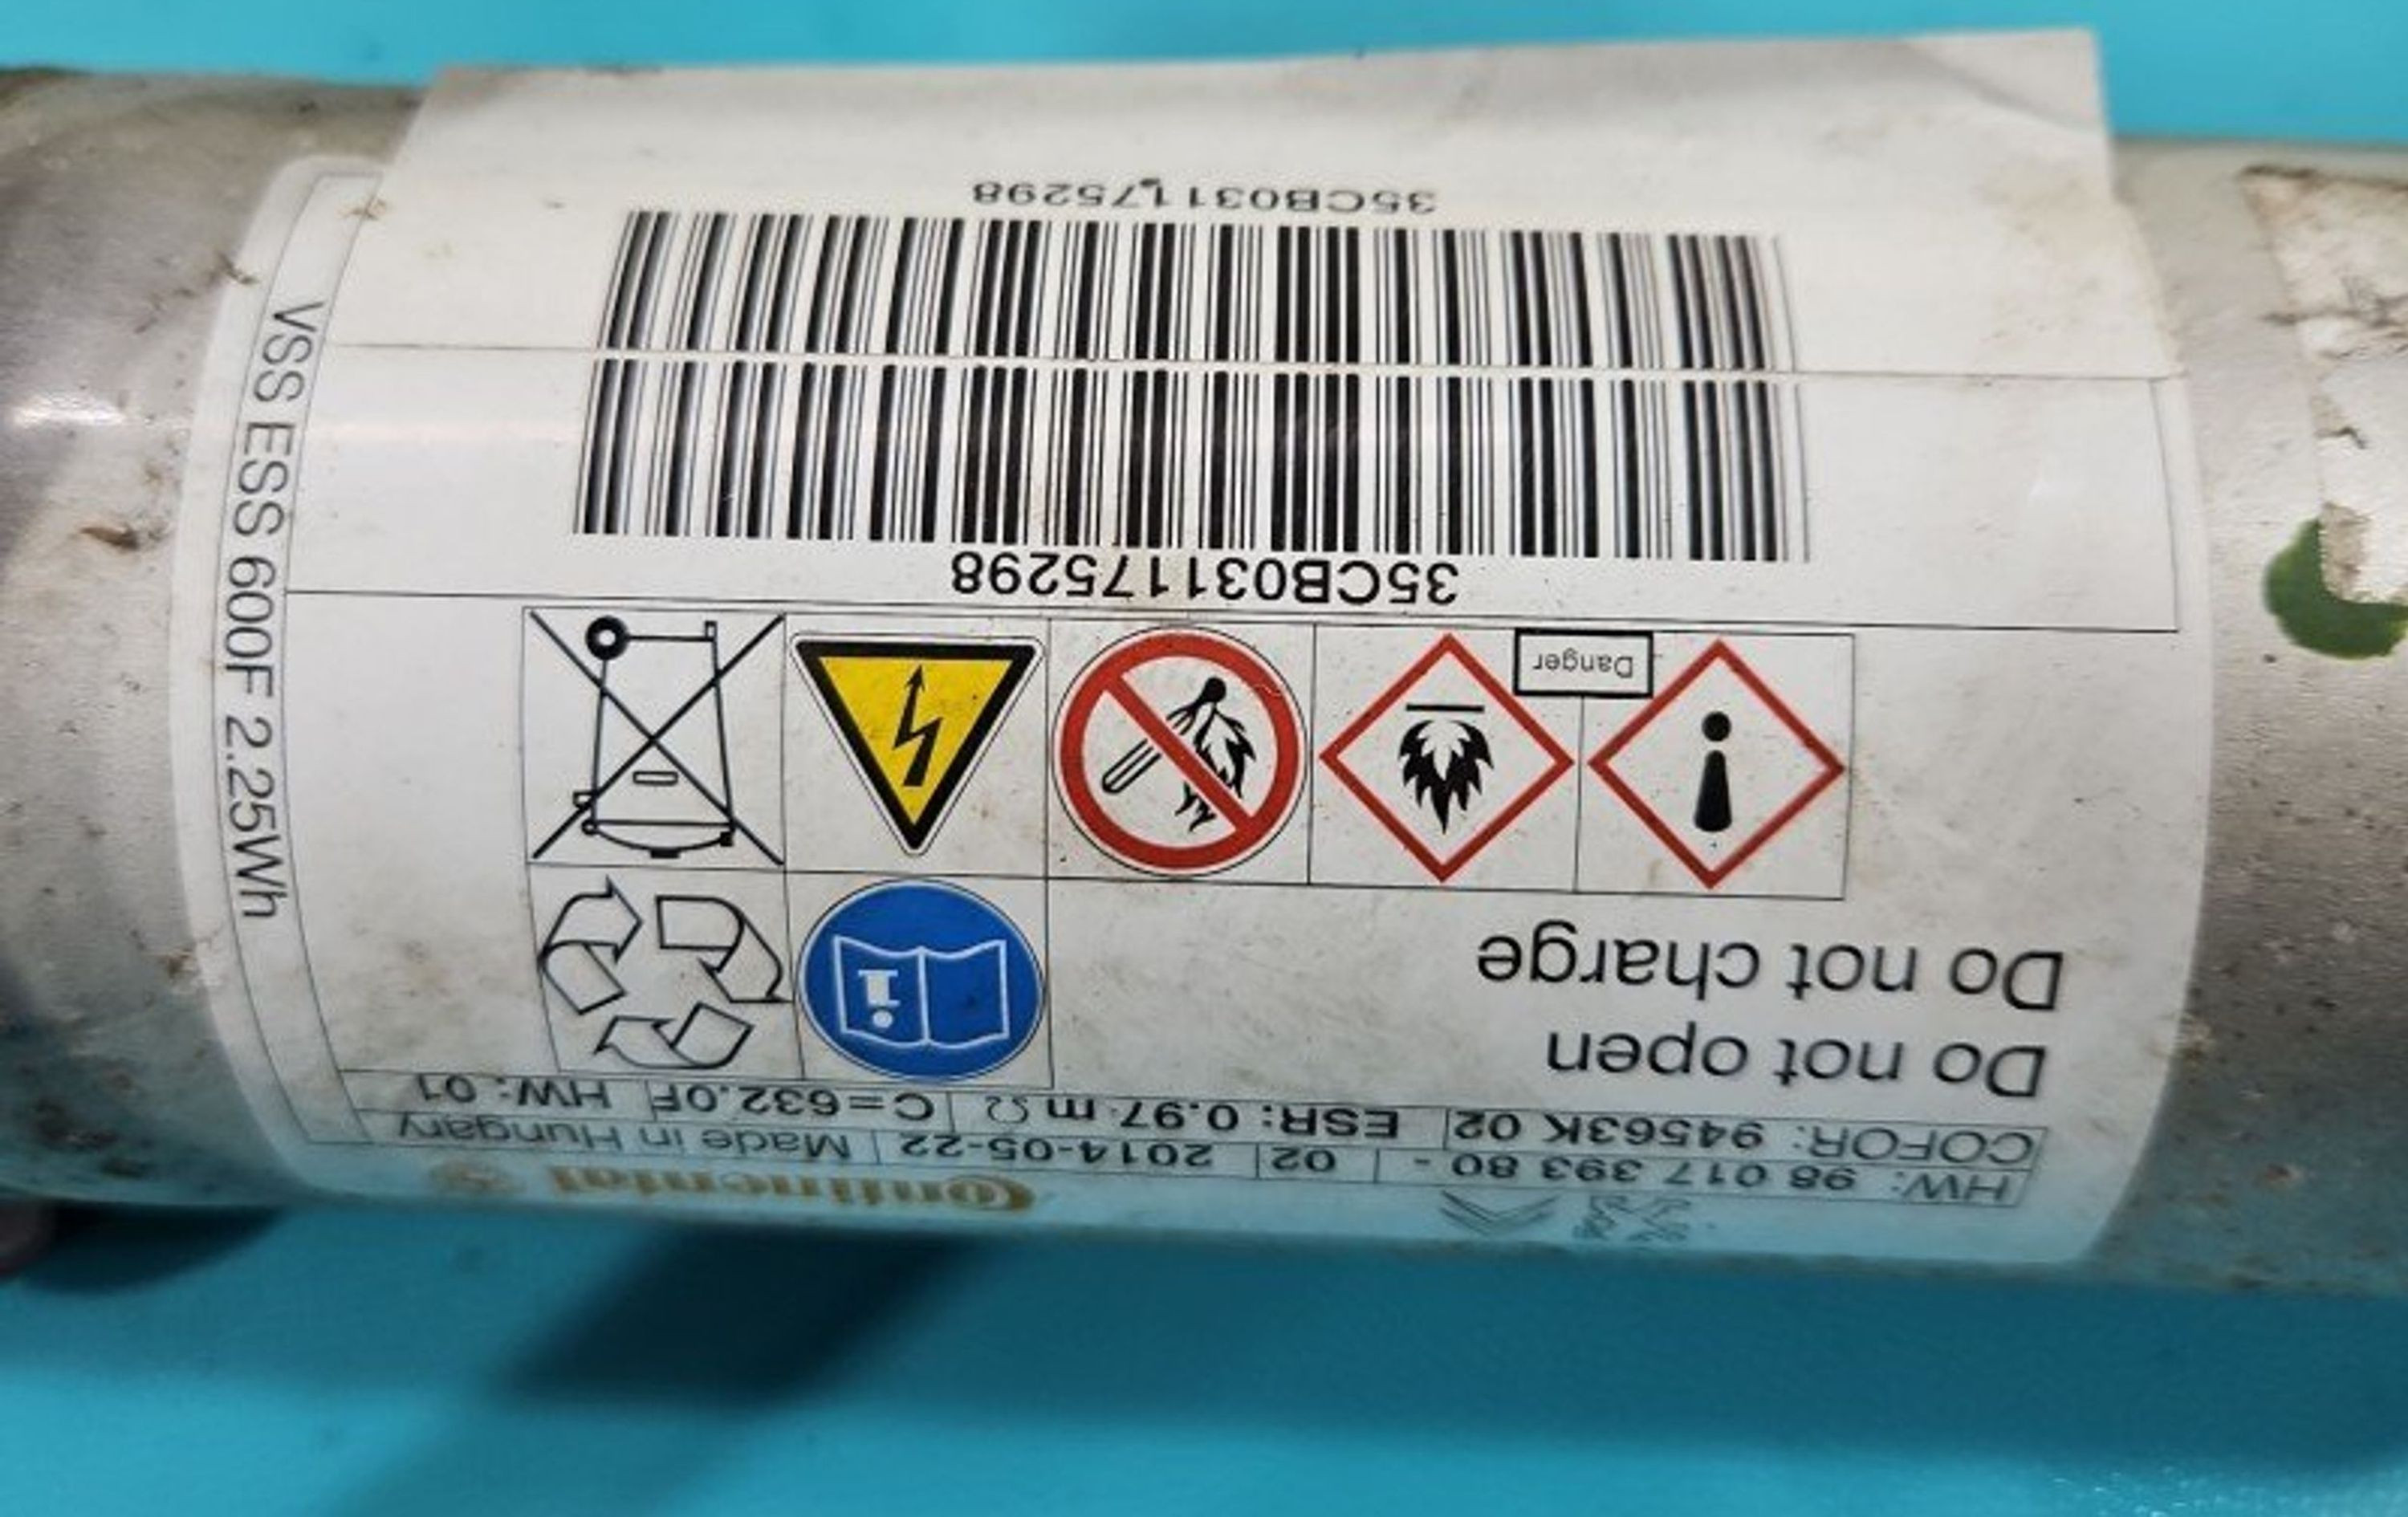 Continental
HW: 98 017 393 80 - 02 2014-05-22 Made in Hungary
COFOR: 94563K 02 ESR: 0.97 mΩ C=632.0F HW: 01
Do not open
Do not charge
Danger
35CB031175298
35CB031175298
VSS ESS 600F 2.25Wh